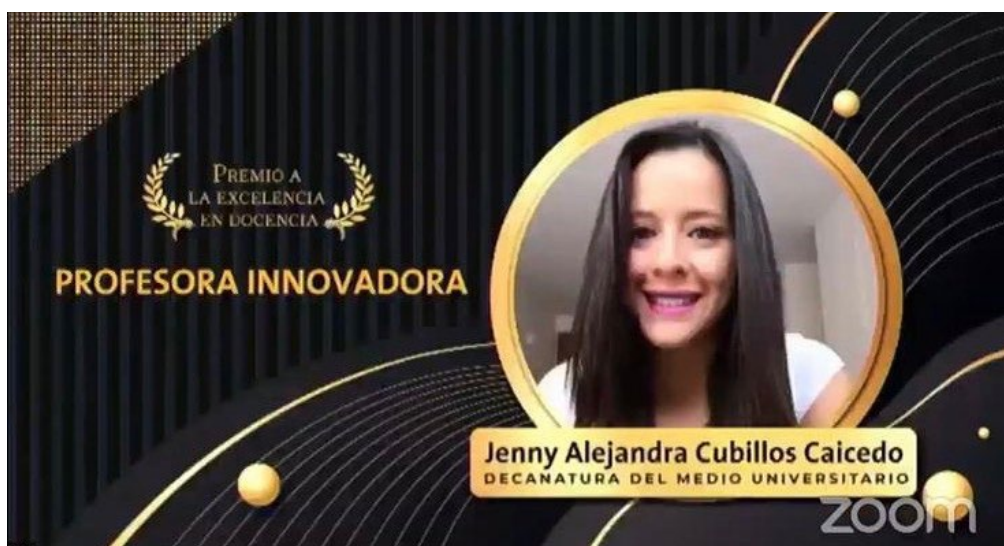 PREMIO A
LA EXCELENCIA
EN DOCENCIA
PROFESORA INNOVADORA
Jenny Alejandra Cubillos Caicedo
DECANATURA DEL MEDIO UNIVERSITARIO
zoom